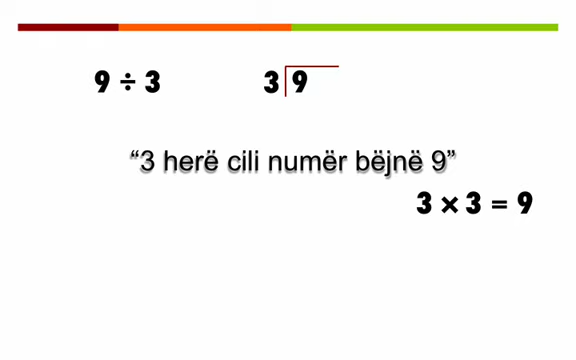 9 ÷ 3 3 9
“3 herë cili numër bëjnë 9”
3 × 3 = 9